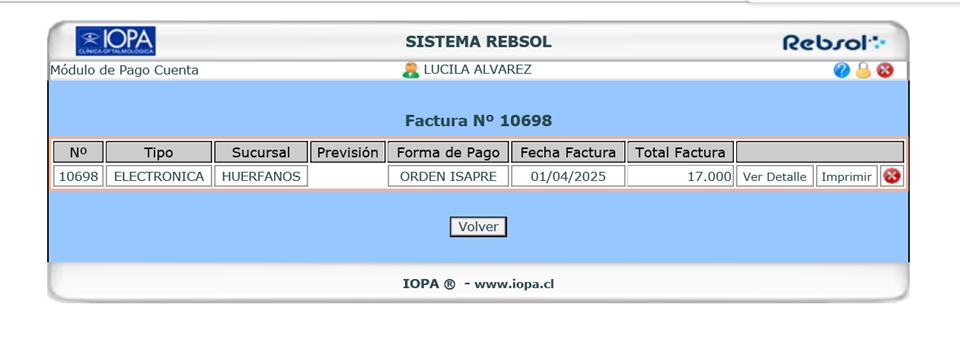 IOPA
CLÍNICA OFTALMOLÓGICA
SISTEMA REBSOL
Rebsol
Módulo de Pago Cuenta
LUCILA ALVAREZ
Factura Nº 10698
Nº Tipo Sucursal Previsión Forma de Pago Fecha Factura Total Factura
10698 ELECTRONICA HUERFANOS ORDEN ISAPRE 01/04/2025 17.000 Ver Detalle Imprimir
Volver
IOPA ® - www.iopa.cl